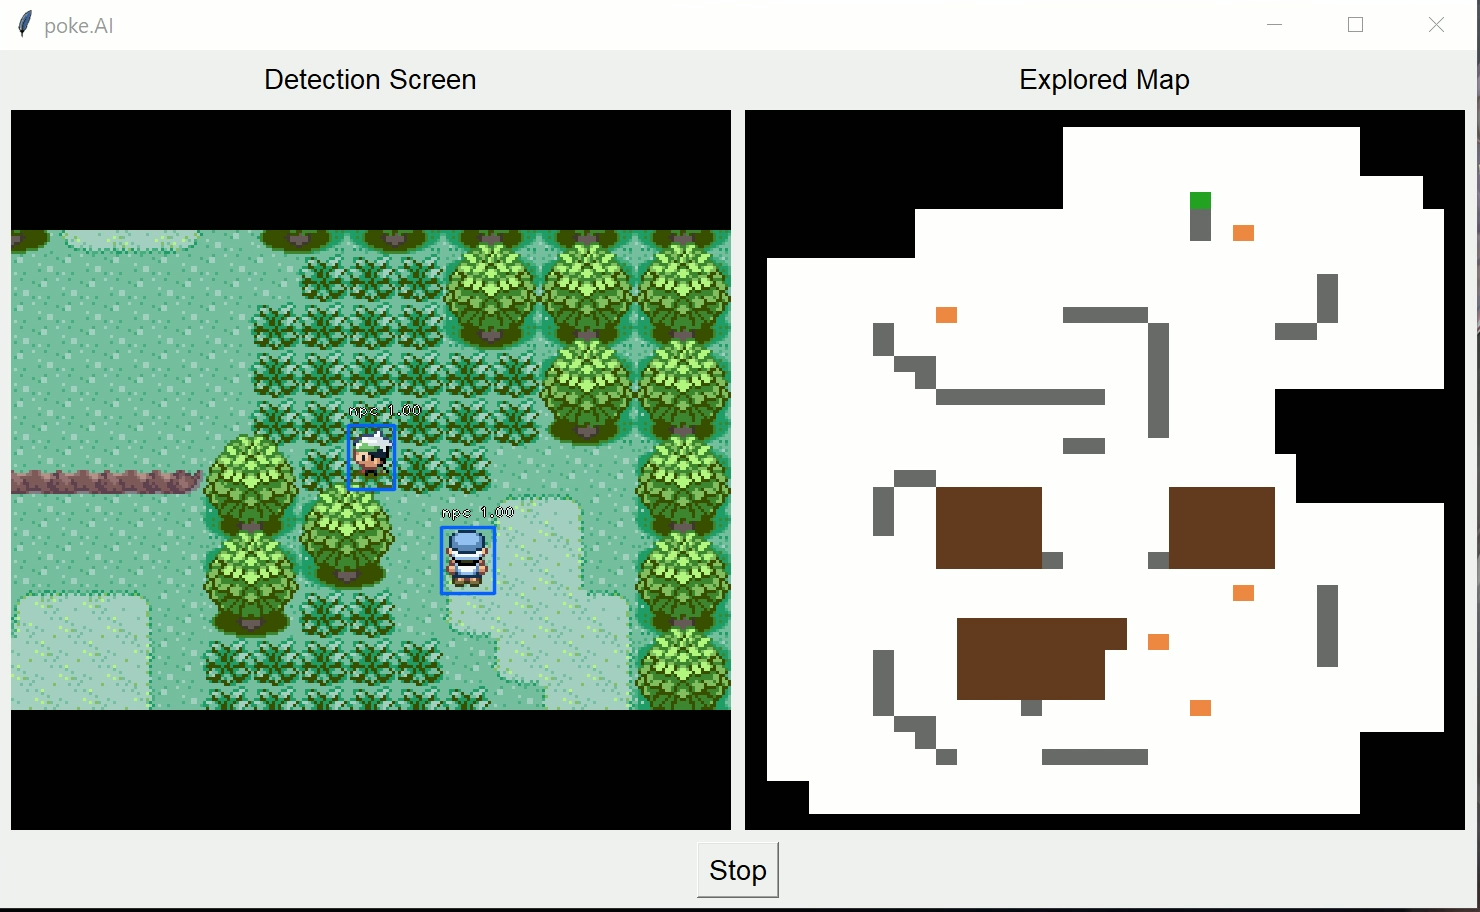 poke.AI
Detection Screen
Explored Map
npc 1.00
npc 1.00
Stop